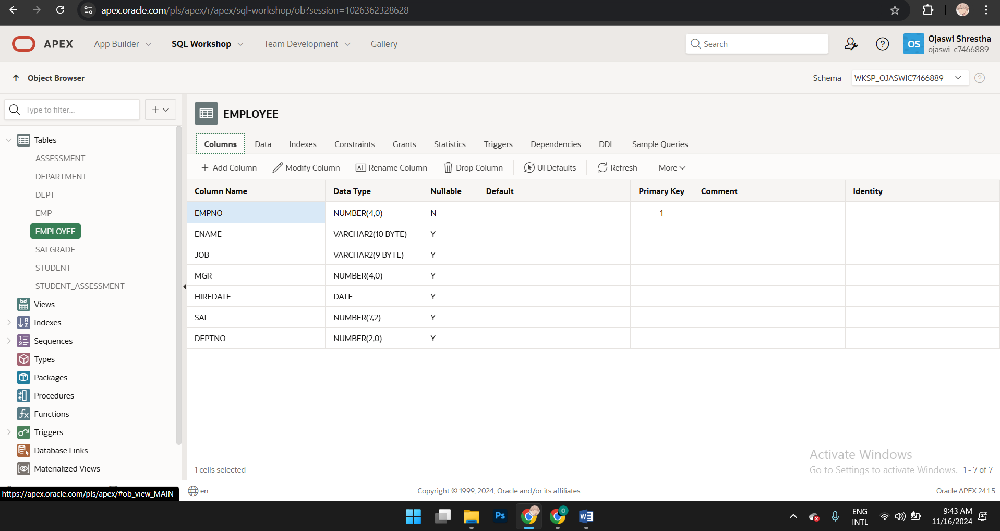 apex.oracle.com/pls/apex/r/apex/sql-workshop/ob?session=1026362328628
APEX
App Builder
SQL Workshop
Team Development
Gallery
Search
OS
Ojaswi Shrestha
ojaswi_c7466889
Object Browser
Schema
WKSP_OJASWIC7466889
Type to filter...
EMPLOYEE
Tables
ASSESSMENT
DEPARTMENT
DEPT
EMP
EMPLOYEE
SALGRADE
STUDENT
STUDENT_ASSESSMENT
Views
Indexes
Sequences
Types
Packages
Procedures
Functions
Triggers
Database Links
Materialized Views
Columns Data Indexes Constraints Grants Statistics Triggers Dependencies DDL Sample Queries
Add Column Modify Column Rename Column Drop Column UI Defaults Refresh More
Column Name Data Type Nullable Default Primary Key Comment Identity
EMPNO NUMBER(4,0) N 1
ENAME VARCHAR2(10 BYTE) Y
JOB VARCHAR2(9 BYTE) Y
MGR NUMBER(4,0) Y
HIREDATE DATE Y
SAL NUMBER(7,2) Y
DEPTNO NUMBER(2,0) Y
Activate Windows
Go to Settings to activate Windows.
1 cells selected
1 - 7 of 7
https://apex.oracle.com/pls/apex/#ob_view_MAIN
en
Copyright © 1999, 2024, Oracle and/or its affiliates.
Oracle APEX 24.1.5
Ps
W
ENG
INTL
9:43 AM
11/16/2024